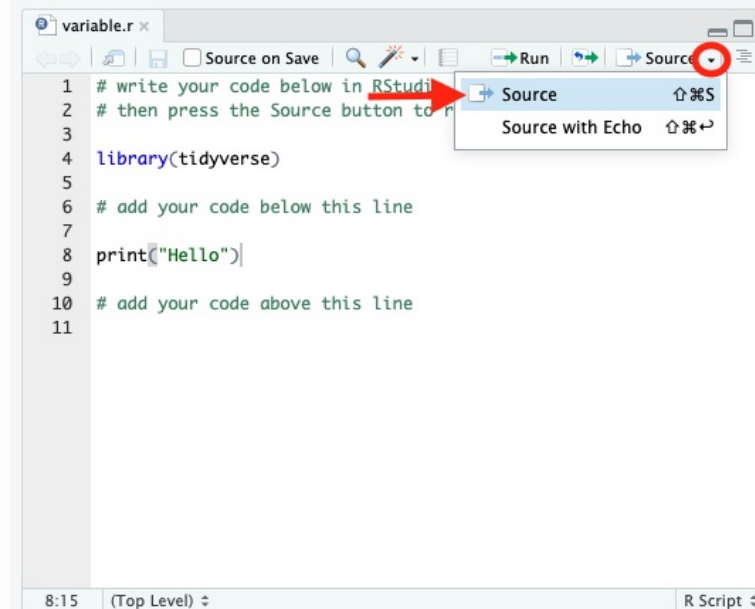 variable.r
Source on Save Run Source
1 # write your code below in RStudi
2 # then press the Source button to r
Source ⇧⌘S
Source with Echo ⇧⌘↩
3
4 library(tidyverse)
5
6 # add your code below this line
7
8 print("Hello")
9
10 # add your code above this line
11
8:15 (Top Level) R Script